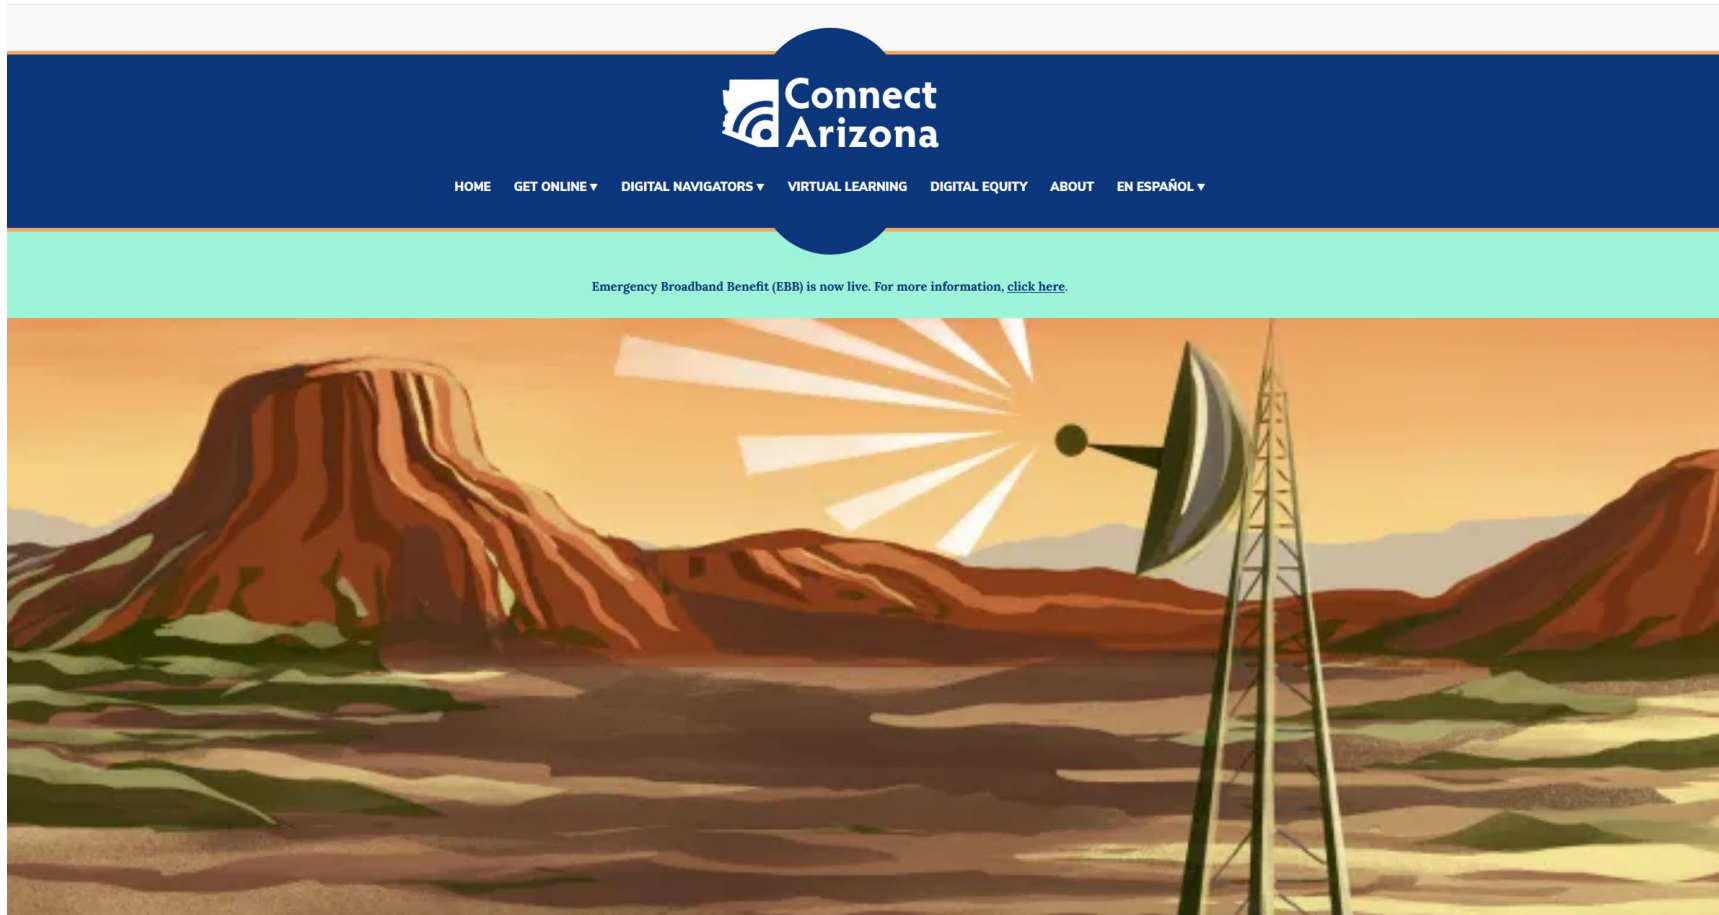 Connect
Arizona
HOME GET ONLINE ▾ DIGITAL NAVIGATORS ▾ VIRTUAL LEARNING DIGITAL EQUITY ABOUT EN ESPAÑOL ▾
Emergency Broadband Benefit (EBB) is now live. For more information, click here.